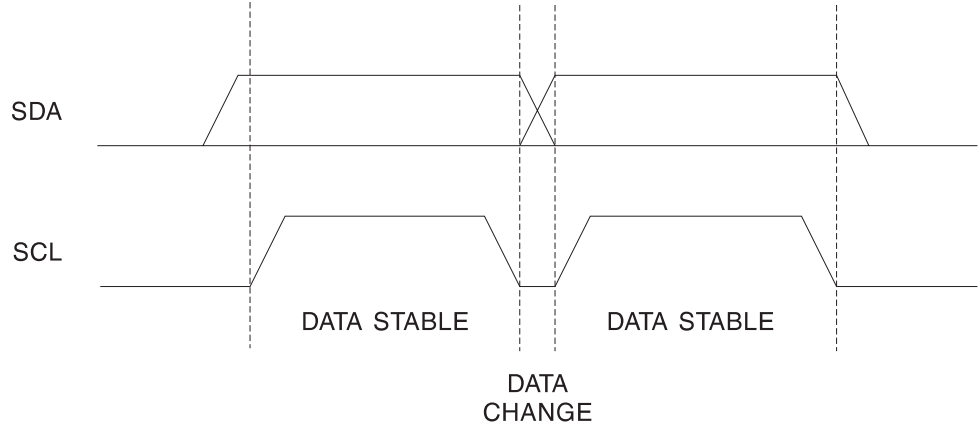 SDA
SCL
DATA STABLE
DATA STABLE
DATA
CHANGE